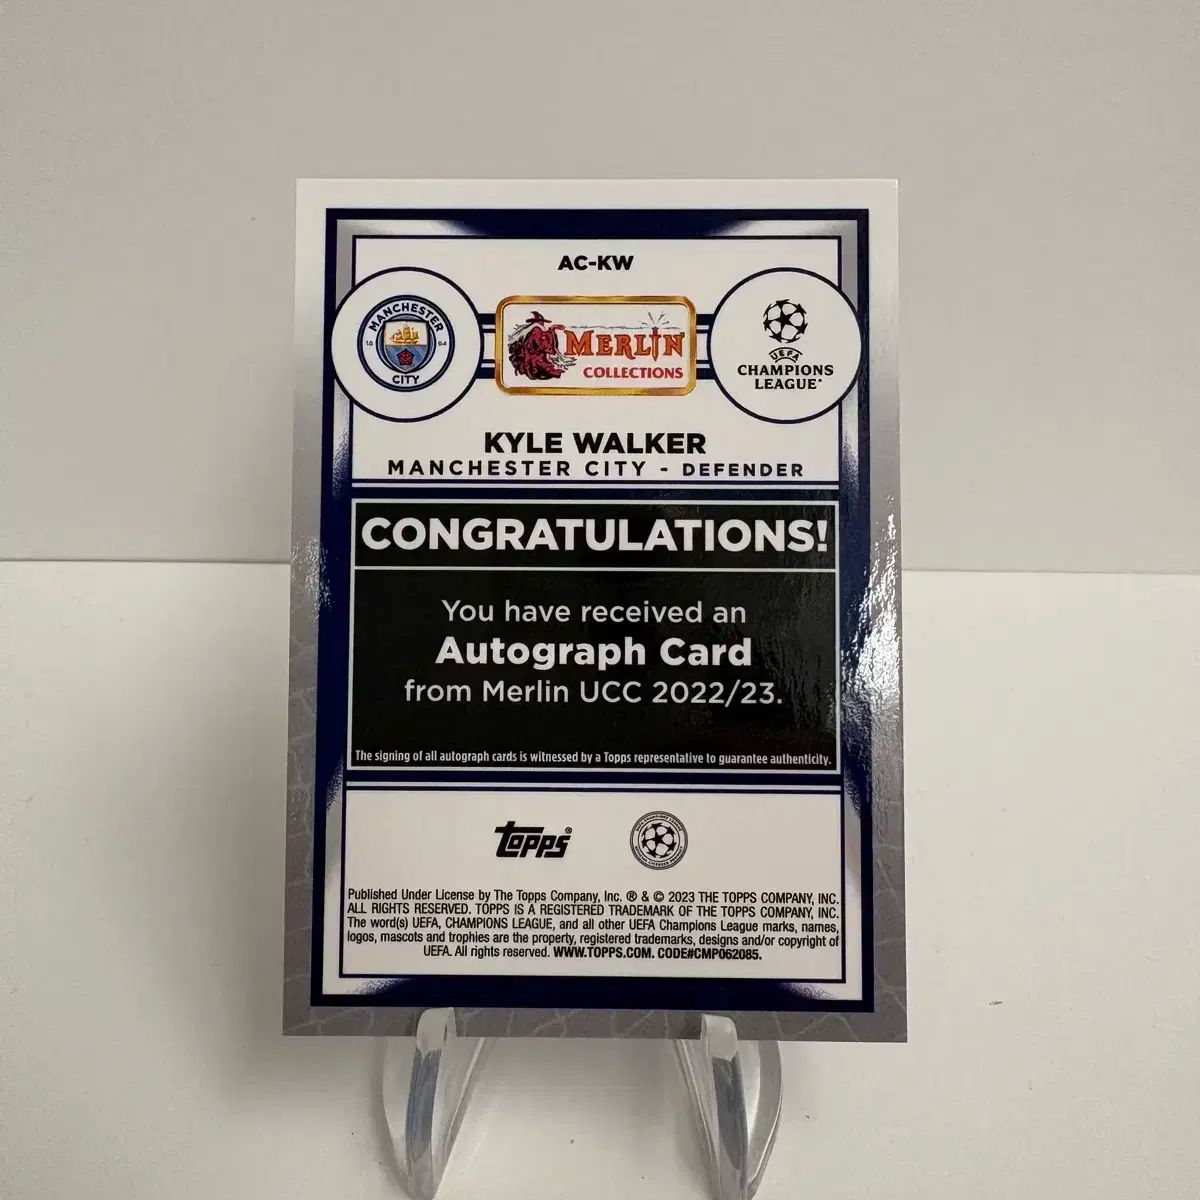 AC-KW
MANCHESTER
18 94
CITY
MERLIN
COLLECTIONS
UEFA
CHAMPIONS
LEAGUE
KYLE WALKER
MANCHESTER CITY - DEFENDER
CONGRATULATIONS!
You have received an
Autograph Card
from Merlin UCC 2022/23.
The signing of all autograph cards is witnessed by a Topps representative to guarantee authenticity.
topps®
Published Under License by The Topps Company, Inc. ® & © 2023 THE TOPPS COMPANY, INC.
ALL RIGHTS RESERVED. TOPPS IS A REGISTERED TRADEMARK OF THE TOPPS COMPANY, INC.
The word(s) UEFA, CHAMPIONS LEAGUE, and all other UEFA Champions League marks, names,
logos, mascots and trophies are the property, registered trademarks, designs and/or copyright of
UEFA. All rights reserved. WWW.TOPPS.COM. CODE#CMP062085.